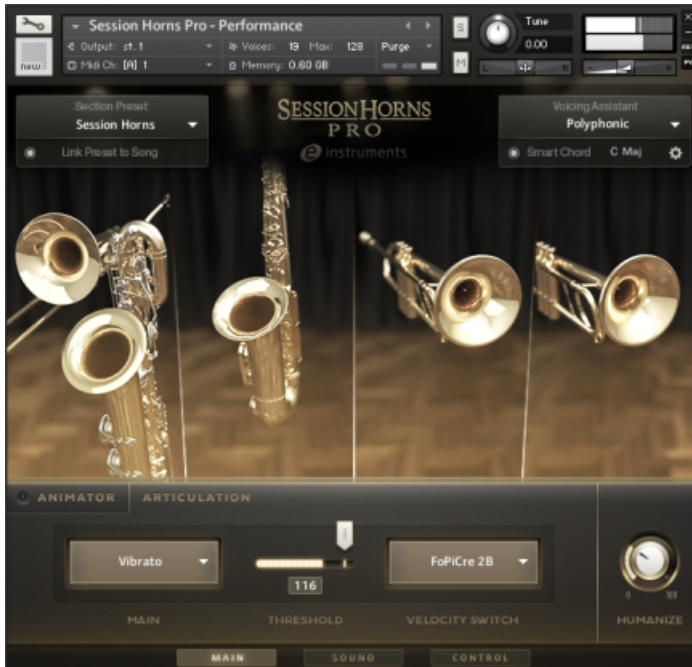 Session Horns Pro - Performance
Output: st. 1 Voices: 19 Max: 128 Purge
Midi Ch: [A] 1 Memory: 0.60 GB
new
S
M
Tune
0.00
L R
Section Preset
Session Horns
Link Preset to Song
SESSIONHORNS
PRO
e instruments
Voicing Assistant
Polyphonic
Smart Chord C Maj
ANIMATOR ARTICULATION
Vibrato
116
FoPiCre 2B
0 100
MAIN THRESHOLD VELOCITY SWITCH HUMANIZE
MAIN SOUND CONTROL